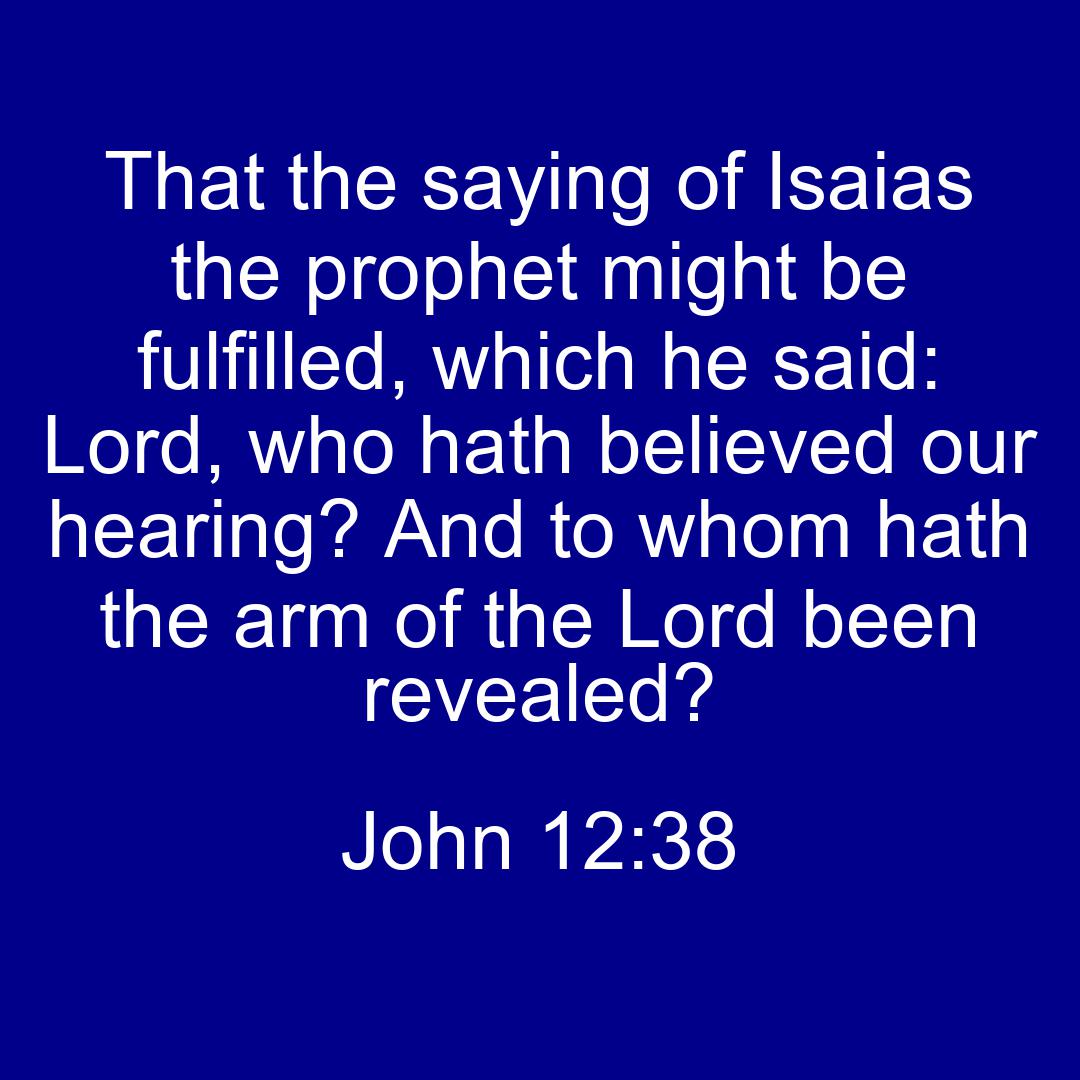 That the saying of Isaias
the prophet might be
fulfilled, which he said:
Lord, who hath believed our
hearing? And to whom hath
the arm of the Lord been
revealed?
John 12:38